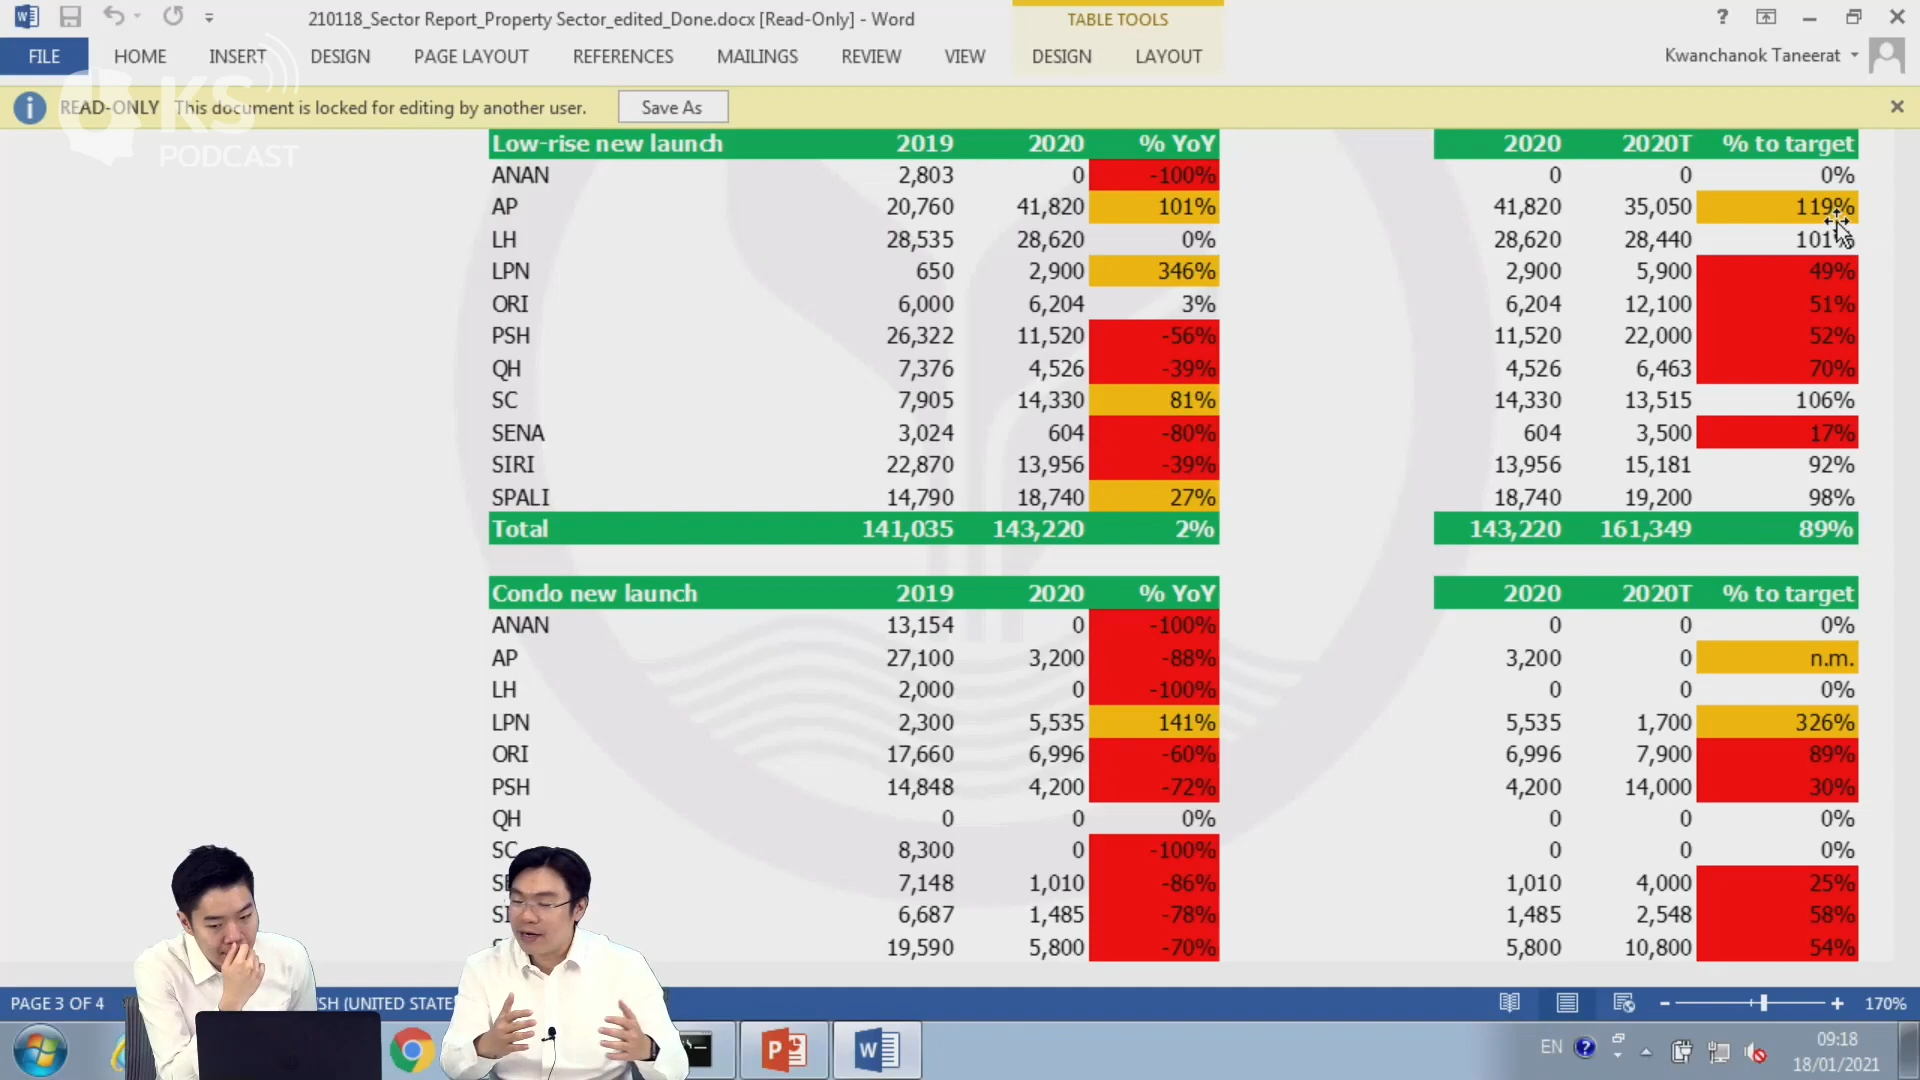 210118_Sector Report_Property Sector_edited_Done.docx [Read-Only] - Word
TABLE TOOLS
?
FILE HOME INSERT DESIGN PAGE LAYOUT REFERENCES MAILINGS REVIEW VIEW DESIGN LAYOUT
Kwanchanok Taneerat
READ-ONLY This document is locked for editing by another user. Save As
KS
PODCAST
Low-rise new launch 2019 2020 % YoY 2020 2020T % to target
ANAN 2,803 0 -100% 0 0 0%
AP 20,760 41,820 101% 41,820 35,050 119%
LH 28,535 28,620 0% 28,620 28,440 101%
LPN 650 2,900 346% 2,900 5,900 49%
ORI 6,000 6,204 3% 6,204 12,100 51%
PSH 26,322 11,520 -56% 11,520 22,000 52%
QH 7,376 4,526 -39% 4,526 6,463 70%
SC 7,905 14,330 81% 14,330 13,515 106%
SENA 3,024 604 -80% 604 3,500 17%
SIRI 22,870 13,956 -39% 13,956 15,181 92%
SPALI 14,790 18,740 27% 18,740 19,200 98%
Total 141,035 143,220 2% 143,220 161,349 89%
Condo new launch 2019 2020 % YoY 2020 2020T % to target
ANAN 13,154 0 -100% 0 0 0%
AP 27,100 3,200 -88% 3,200 0 n.m.
LH 2,000 0 -100% 0 0 0%
LPN 2,300 5,535 141% 5,535 1,700 326%
ORI 17,660 6,996 -60% 6,996 7,900 89%
PSH 14,848 4,200 -72% 4,200 14,000 30%
QH 0 0 0% 0 0 0%
SC 8,300 0 -100% 0 0 0%
7,148 1,010 -86% 1,010 4,000 25%
6,687 1,485 -78% 1,485 2,548 58%
19,590 5,800 -70% 5,800 10,800 54%
PAGE 3 OF 4 SH (UNITED STATE 170%
EN 09:18
18/01/2021